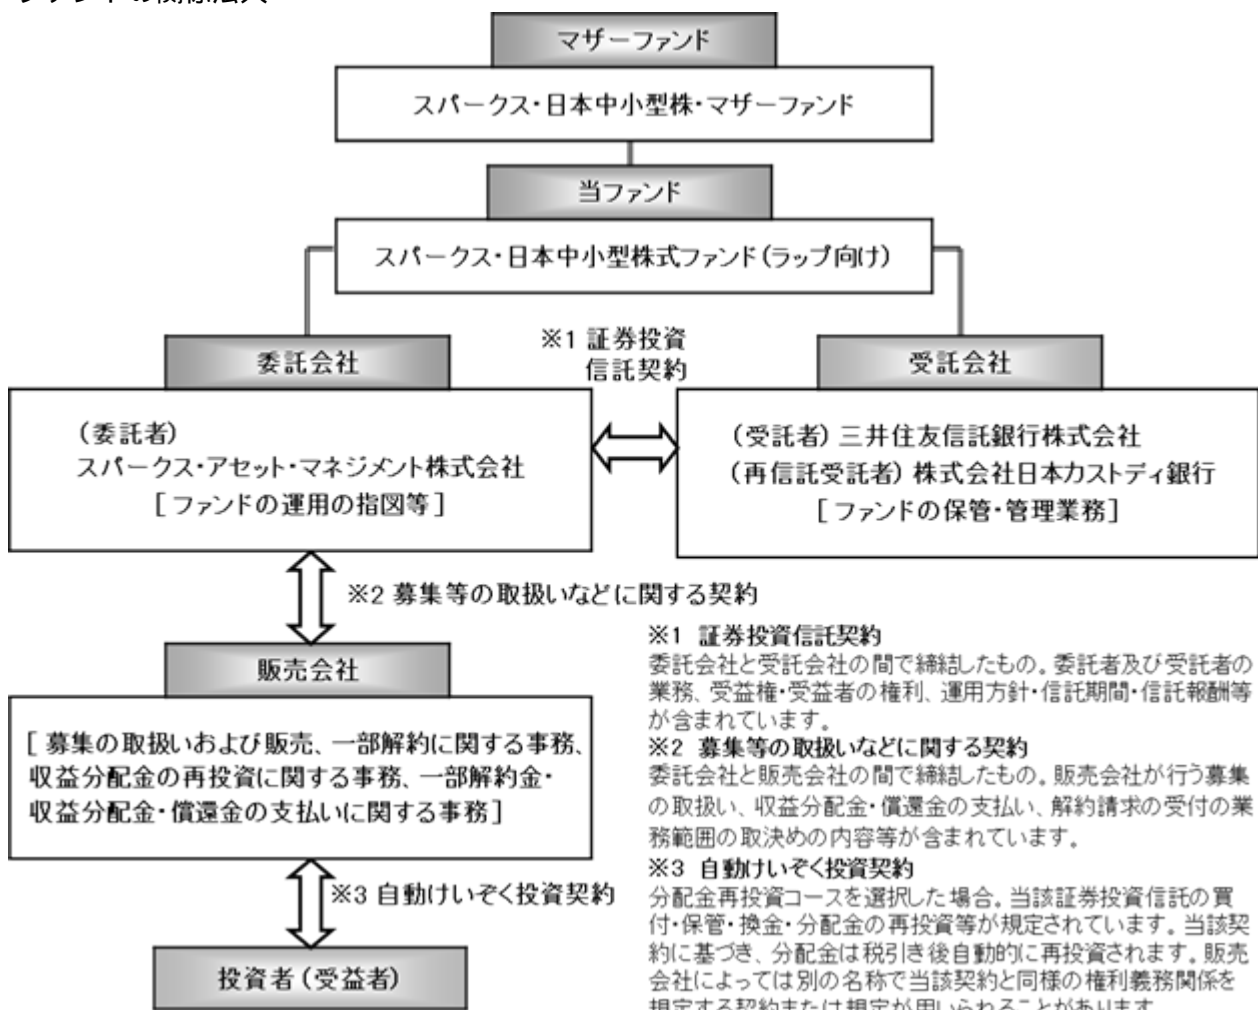 マザーファンド
スパークス・日本中小型株・マザーファンド
当ファンド
スパークス・日本中小型株式ファンド(ラップ向け)
※1 証券投資
信託契約
委託会社
(委託者)
スパークス・アセット・マネジメント株式会社
[ファンドの運用の指図等]
受託会社
(受託者) 三井住友信託銀行株式会社
(再信託受託者) 株式会社日本カストディ銀行
[ファンドの保管・管理業務]
※2 募集等の取扱いなどに関する契約
販売会社
[募集の取扱いおよび販売、一部解約に関する事務、
収益分配金の再投資に関する事務、一部解約金・
収益分配金・償還金の支払いに関する事務]
※3 自動けいぞく投資契約
投資者(受益者)
※1 証券投資信託契約
委託会社と受託会社の間で締結したもの。委託者及び受託者の
業務、受益権・受益者の権利、運用方針・信託期間・信託報酬等
が含まれています。
※2 募集等の取扱いなどに関する契約
委託会社と販売会社の間で締結したもの。販売会社が行う募集
の取扱い、収益分配金・償還金の支払い、解約請求の受付の業
務範囲の取決めの内容等が含まれています。
※3 自動けいぞく投資契約
分配金再投資コースを選択した場合。当該証券投資信託の買
付・保管・換金・分配金の再投資等が規定されています。当該契
約に基づき、分配金は税引き後自動的に再投資されます。販売
会社によっては別の名称で当該契約と同様の権利義務関係を
規定する契約または規定が用いられることがあります